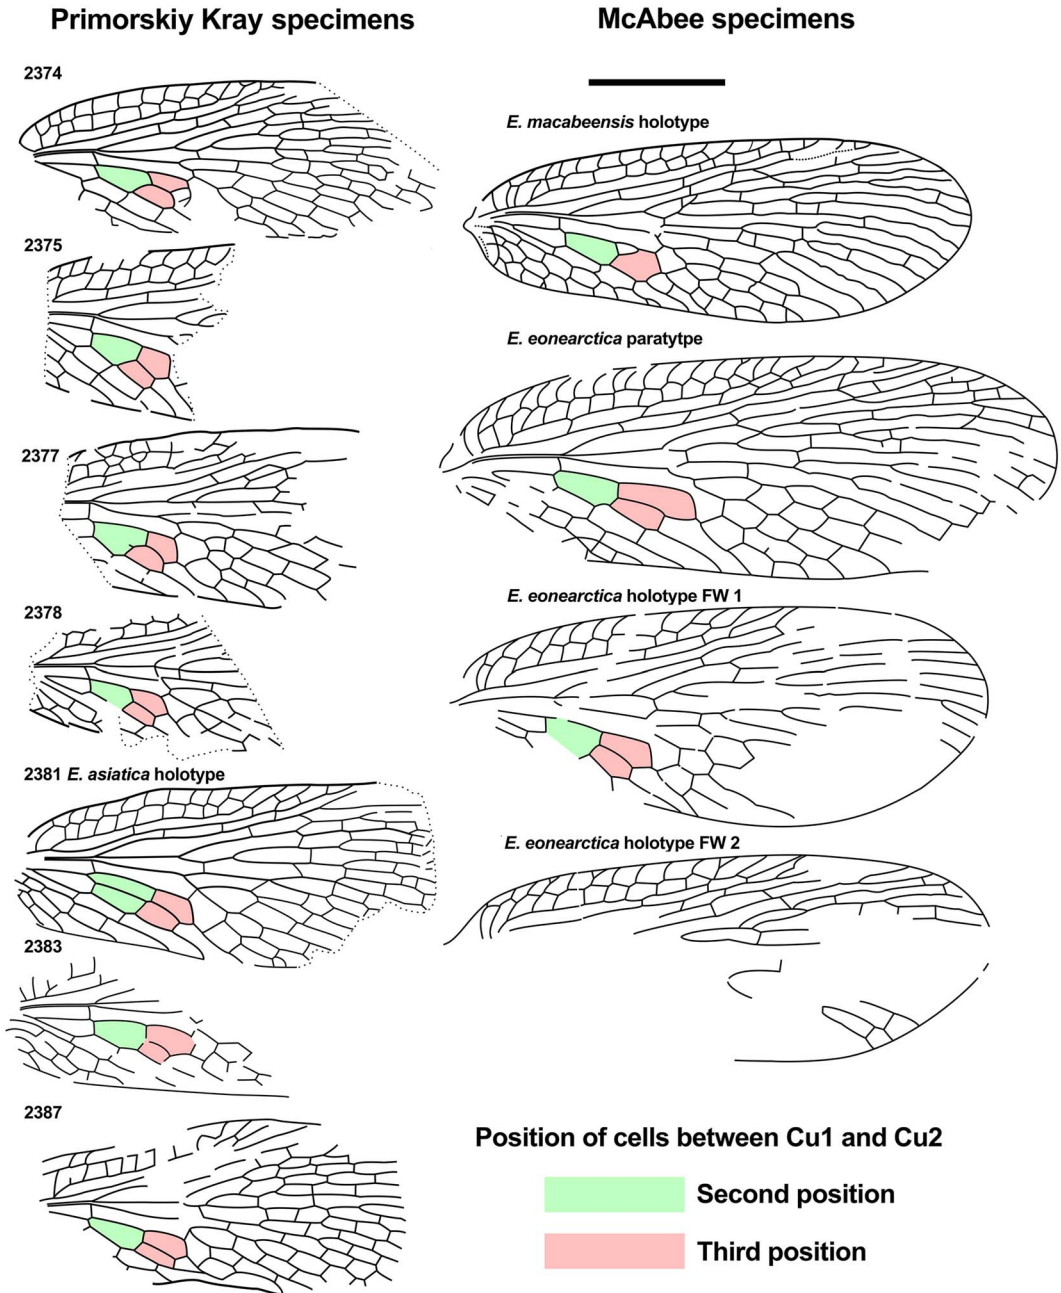 Primorskiy Kray specimens
2374
2375
2377
2378
2381 E. asiatica holotype
2383
2387
McAbee specimens
E. macabeensis holotype
E. eonearctica paratytpe
E. eonearctica holotype FW 1
E. eonearctica holotype FW 2
Position of cells between Cu1 and Cu2
Second position
Third position